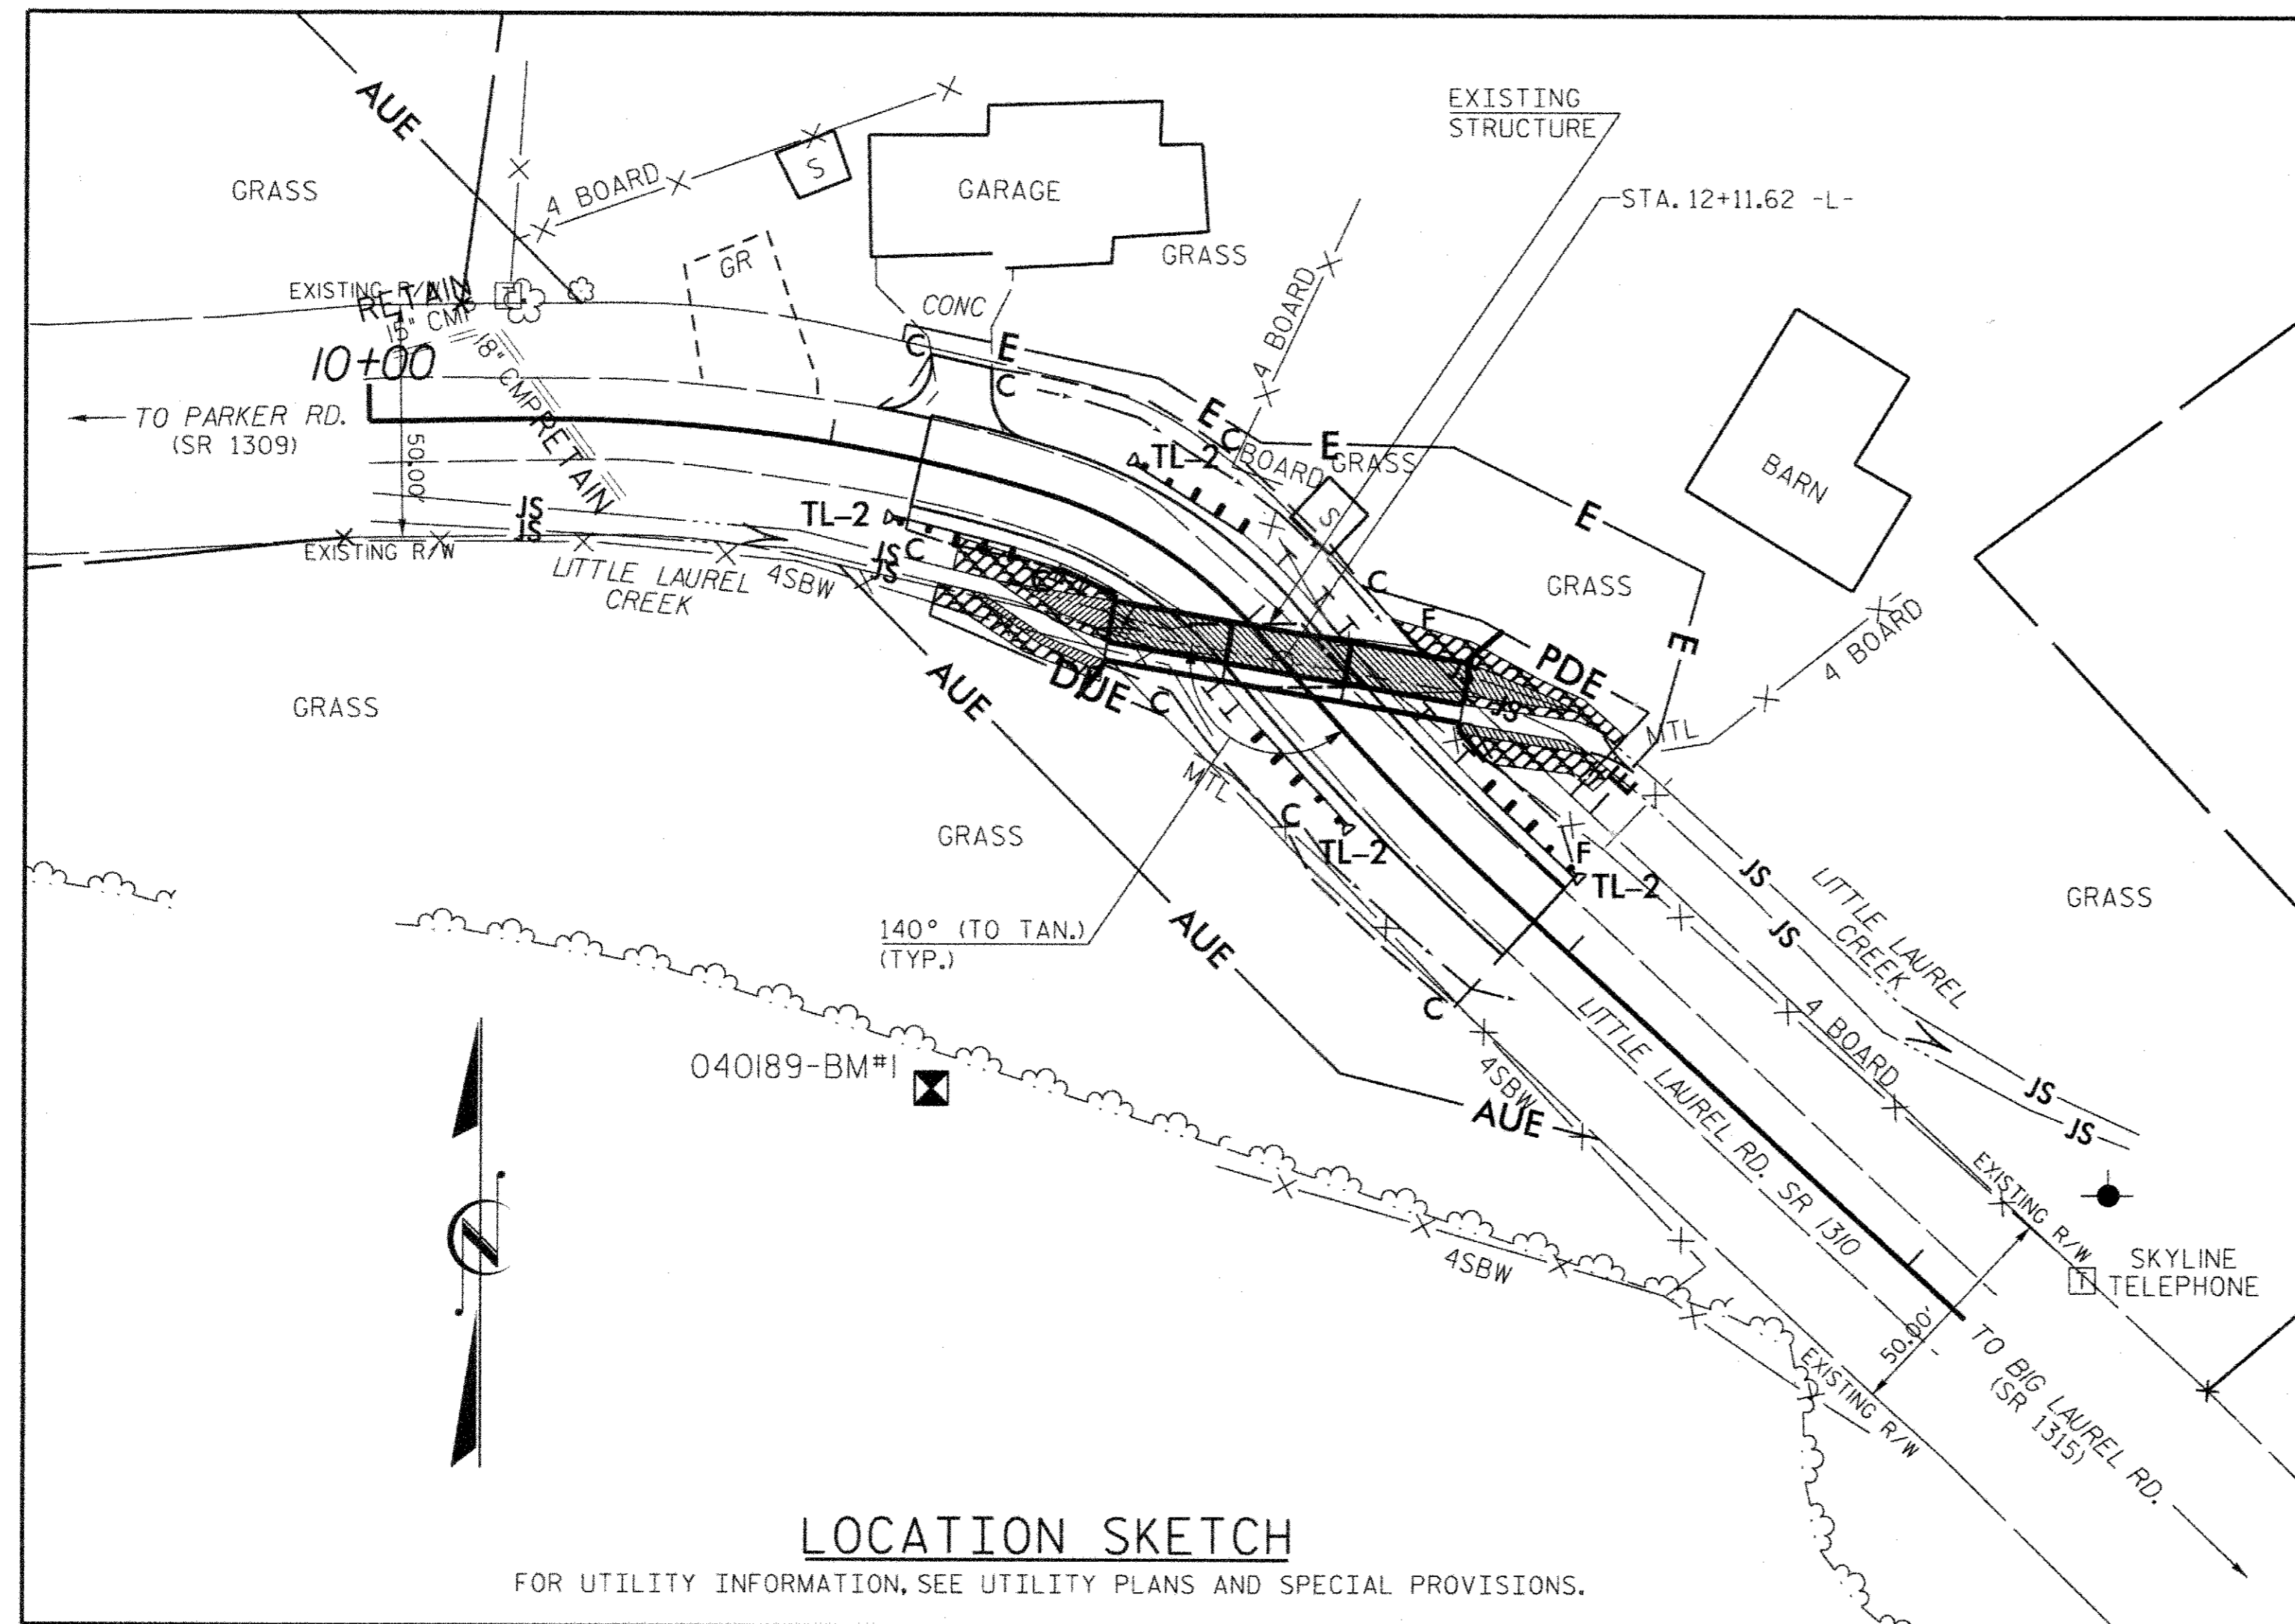 AUE
EXISTING
STRUCTURE
4 BOARD
S
GARAGE
GRASS
STA. 12+11.62 -L-
GRASS
GR
4 BOARD
EXISTING R/W
RETAIN
T
15" CMP
CONC
10+00
18" CMP
RETAIN
C
E
C
E
C
E
TO PARKER RD.
(SR 1309)
50.00'
TL-2
BOARD
GRASS
BARN
S
E
JS
JS
TL-2
C
EXISTING R/W
LITTLE LAUREL
CREEK
4SBW
JS
JS
C
GRASS
F
E
4 BOARD
PDE
AUE
DUE
C
JS
MTL
GRASS
MTL
GRASS
C
TL-2
F
TL-2
JS
JS
LITTLE LAUREL
CREEK
GRASS
140° (TO TAN.)
(TYP.)
AUE
C
4 BOARD
LITTLE LAUREL RD. SR 1310
040189-BM#1
4SBW
AUE
JS
JS
EXISTING R/W
4SBW
SKYLINE
TELEPHONE
T
50.00'
EXISTING R/W
TO BIG LAUREL RD.
(SR 1315)
LOCATION SKETCH
FOR UTILITY INFORMATION, SEE UTILITY PLANS AND SPECIAL PROVISIONS.